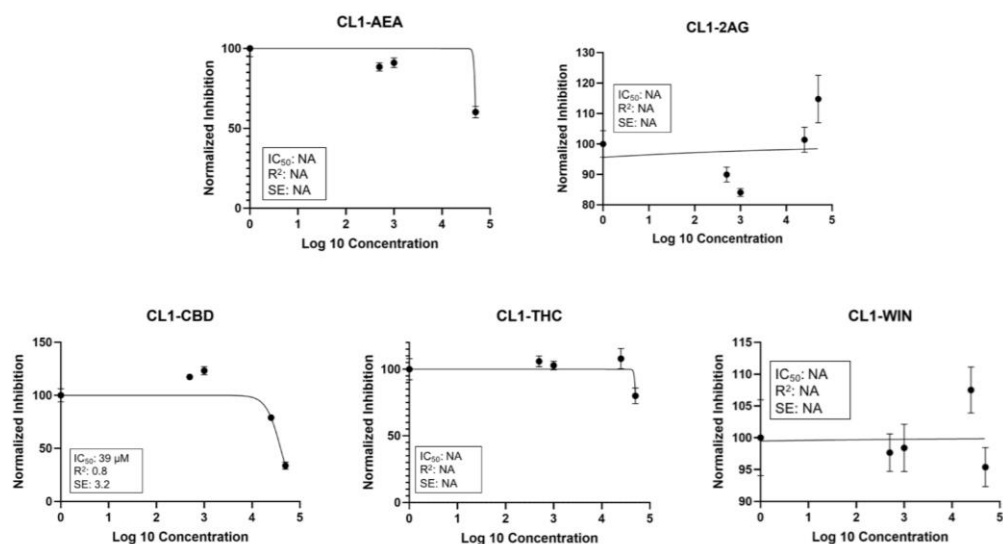 CL1-AEA
Normalized Inhibition
100
50
0
IC₅₀: NA
R²: NA
SE: NA
0 1 2 3 4 5
Log 10 Concentration
CL1-2AG
Normalized Inhibition
130
120
110
100
90
80
IC₅₀: NA
R²: NA
SE: NA
0 1 2 3 4 5
Log 10 Concentration
CL1-CBD
Normalized Inhibition
150
100
50
0
IC₅₀: 39 µM
R²: 0.8
SE: 3.2
0 1 2 3 4 5
Log 10 Concentration
CL1-THC
Normalized Inhibition
100
50
0
IC₅₀: NA
R²: NA
SE: NA
0 1 2 3 4 5
Log 10 Concentration
CL1-WIN
Normalized Inhibition
115
110
105
100
95
90
IC₅₀: NA
R²: NA
SE: NA
0 1 2 3 4 5
Log 10 Concentration